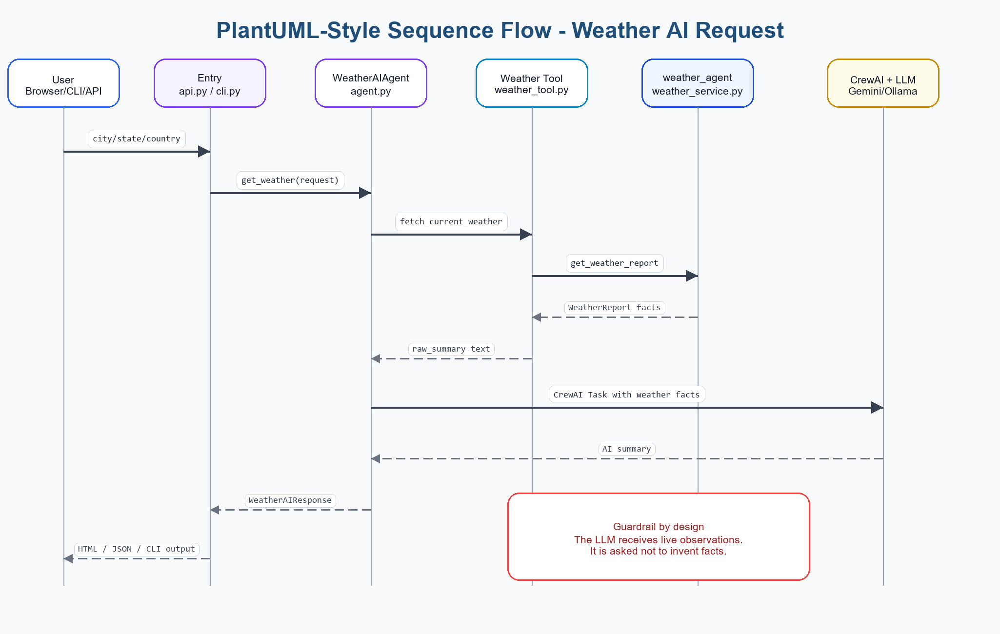 PlantUML-Style Sequence Flow - Weather AI Request
User
Browser/CLI/API
Entry
api.py / cli.py
WeatherAIAgent
agent.py
Weather Tool
weather_tool.py
weather_agent
weather_service.py
CrewAI + LLM
Gemini/Ollama
city/state/country
get_weather(request)
fetch_current_weather
get_weather_report
WeatherReport facts
raw_summary text
CrewAI Task with weather facts
AI summary
WeatherAIResponse
HTML / JSON / CLI output
Guardrail by design
The LLM receives live observations.
It is asked not to invent facts.